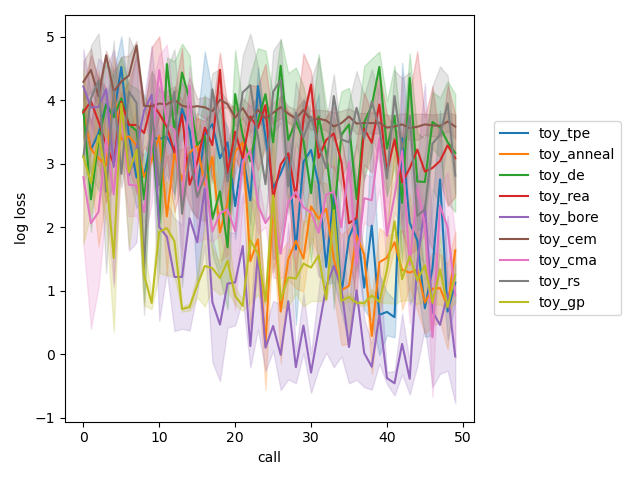 5
4
3
2
1
0
−1
log loss
0 10 20 30 40 50
call
toy_tpe
toy_anneal
toy_de
toy_rea
toy_bore
toy_cem
toy_cma
toy_rs
toy_gp